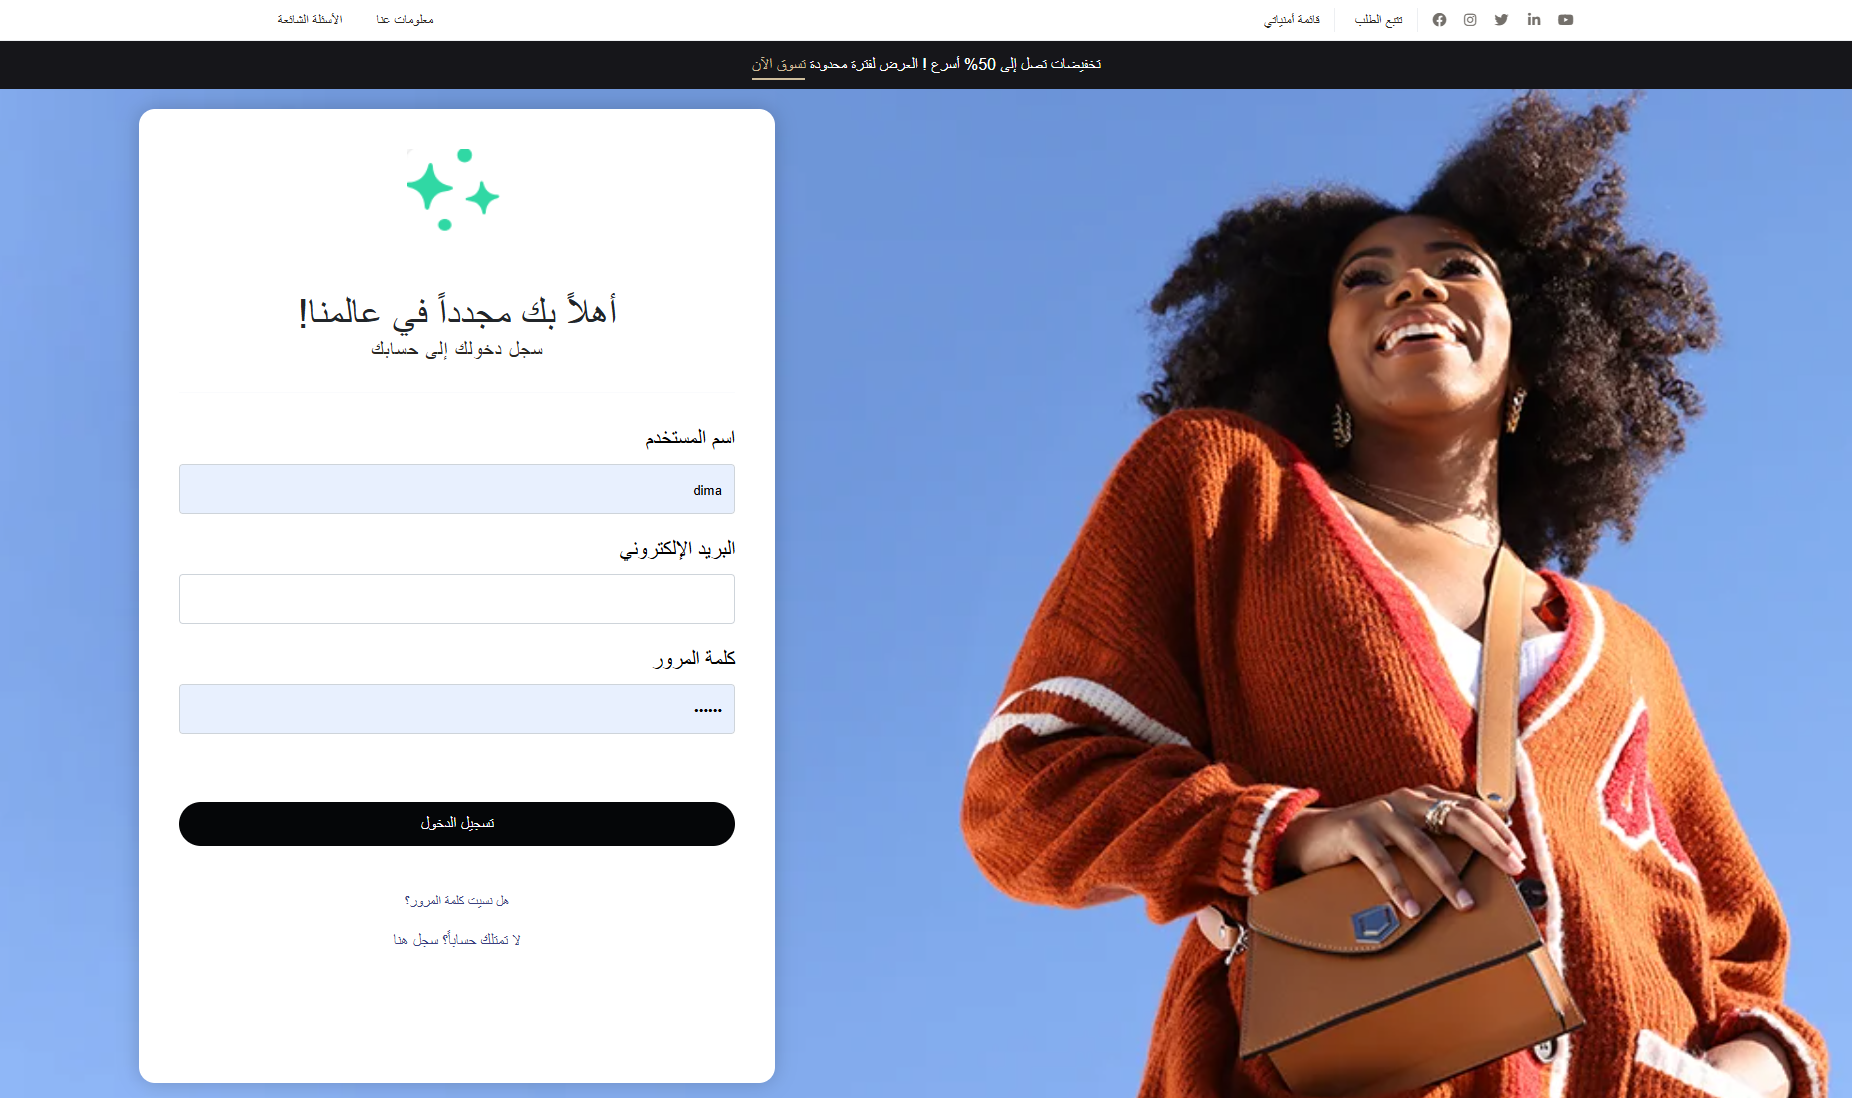 تتبع الطلب
قائمة أمنياتي
معلومات عنا
الأسئلة الشائعة
تخفيضات تصل إلى 50% أسرع ! العرض لفترة محدودة تسوق الآن
أهلاً بك مجدداً في عالمنا!
سجل دخولك إلى حسابك
اسم المستخدم
dima
البريد الإلكتروني
كلمة المرور
••••••
تسجيل الدخول
هل نسيت كلمة المرور؟
لا تمتلك حساباً؟ سجل هنا